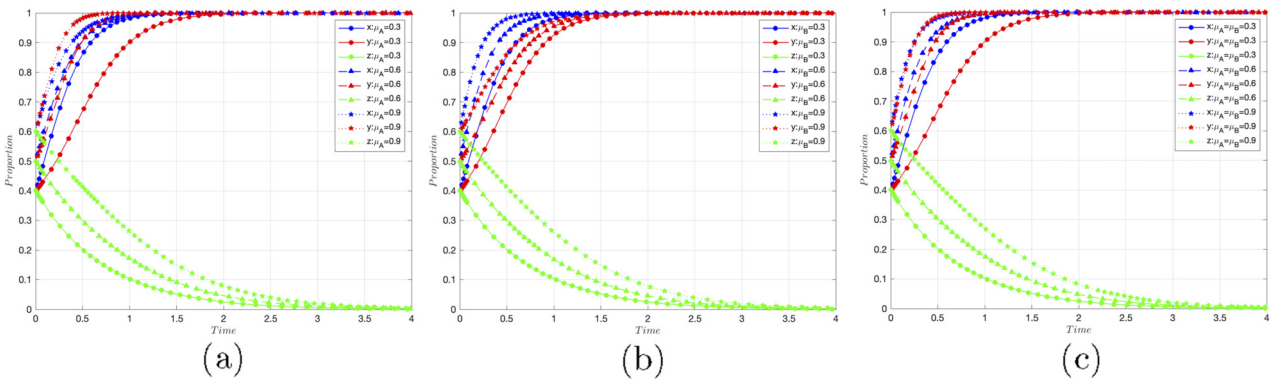 1
0.9
0.8
0.7
0.6
0.5
0.4
0.3
0.2
0.1
0
Proportion
0 0.5 1 1.5 2 2.5 3 3.5 4
Time
x:μA=0.3
y:μA=0.3
z:μA=0.3
x:μA=0.6
y:μA=0.6
z:μA=0.6
x:μA=0.9
y:μA=0.9
z:μA=0.9
(a)
1
0.9
0.8
0.7
0.6
0.5
0.4
0.3
0.2
0.1
0
Proportion
0 0.5 1 1.5 2 2.5 3 3.5 4
Time
x:μB=0.3
y:μB=0.3
z:μB=0.3
x:μB=0.6
y:μB=0.6
z:μB=0.6
x:μB=0.9
y:μB=0.9
z:μB=0.9
(b)
1
0.9
0.8
0.7
0.6
0.5
0.4
0.3
0.2
0.1
0
Proportion
0 0.5 1 1.5 2 2.5 3 3.5 4
Time
x:μA=μB=0.3
y:μA=μB=0.3
z:μA=μB=0.3
x:μA=μB=0.6
y:μA=μB=0.6
z:μA=μB=0.6
x:μA=μB=0.9
y:μA=μB=0.9
z:μA=μB=0.9
(c)